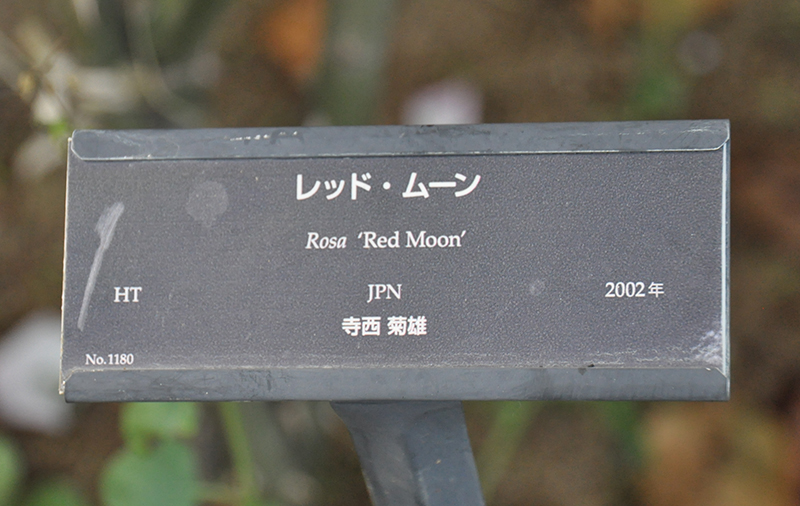 レッド・ムーン
Rosa ‘Red Moon’
HT JPN 2002年
寺西 菊雄
No.1180